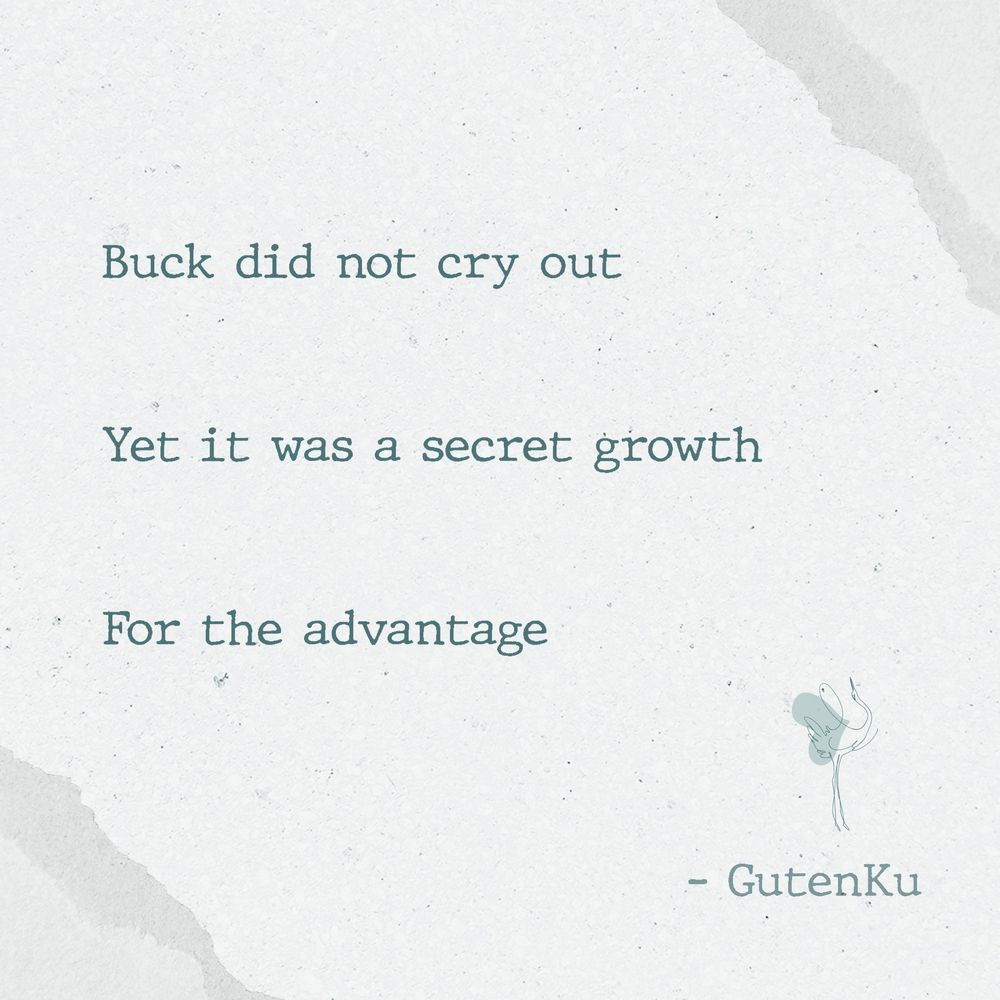 Buck did not cry out
Yet it was a secret growth
For the advantage
- GutenKu